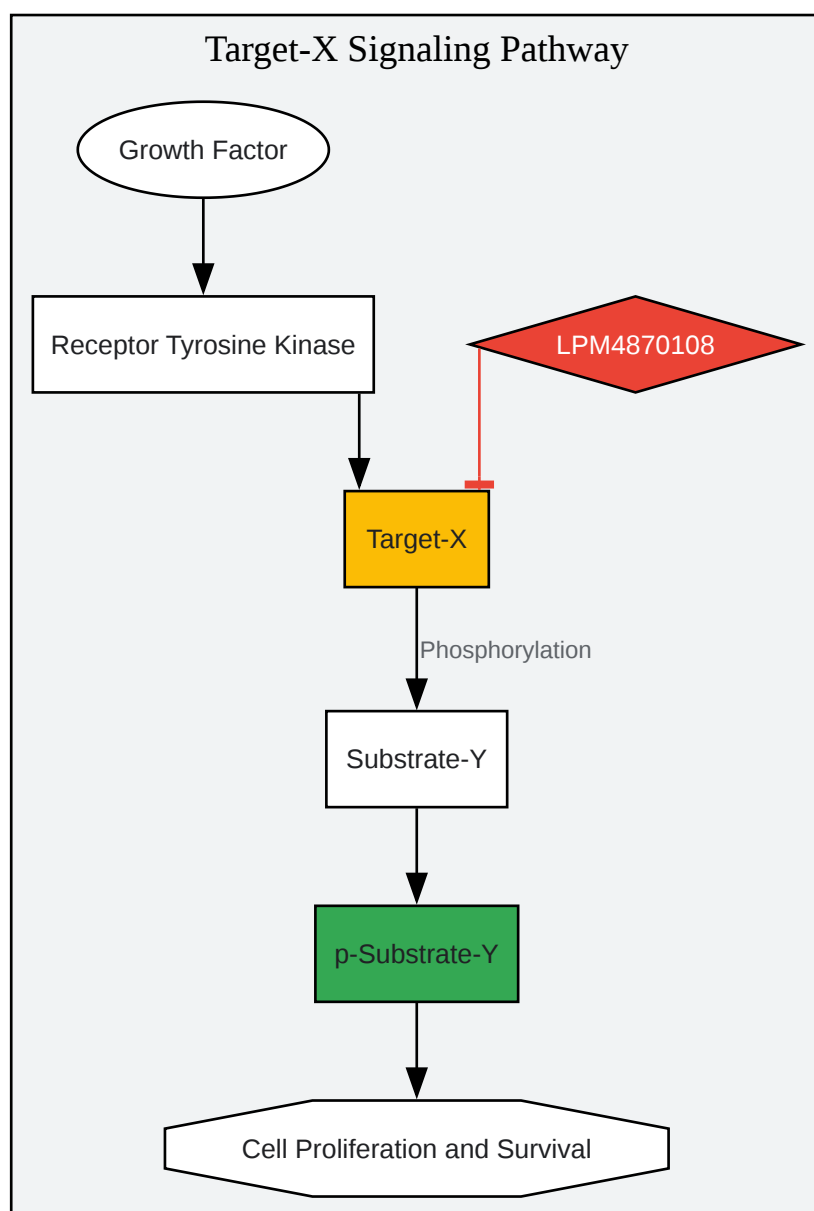 Target-X Signaling Pathway
Growth Factor
Receptor Tyrosine Kinase
LPM4870108
Target-X
Phosphorylation
Substrate-Y
p-Substrate-Y
Cell Proliferation and Survival